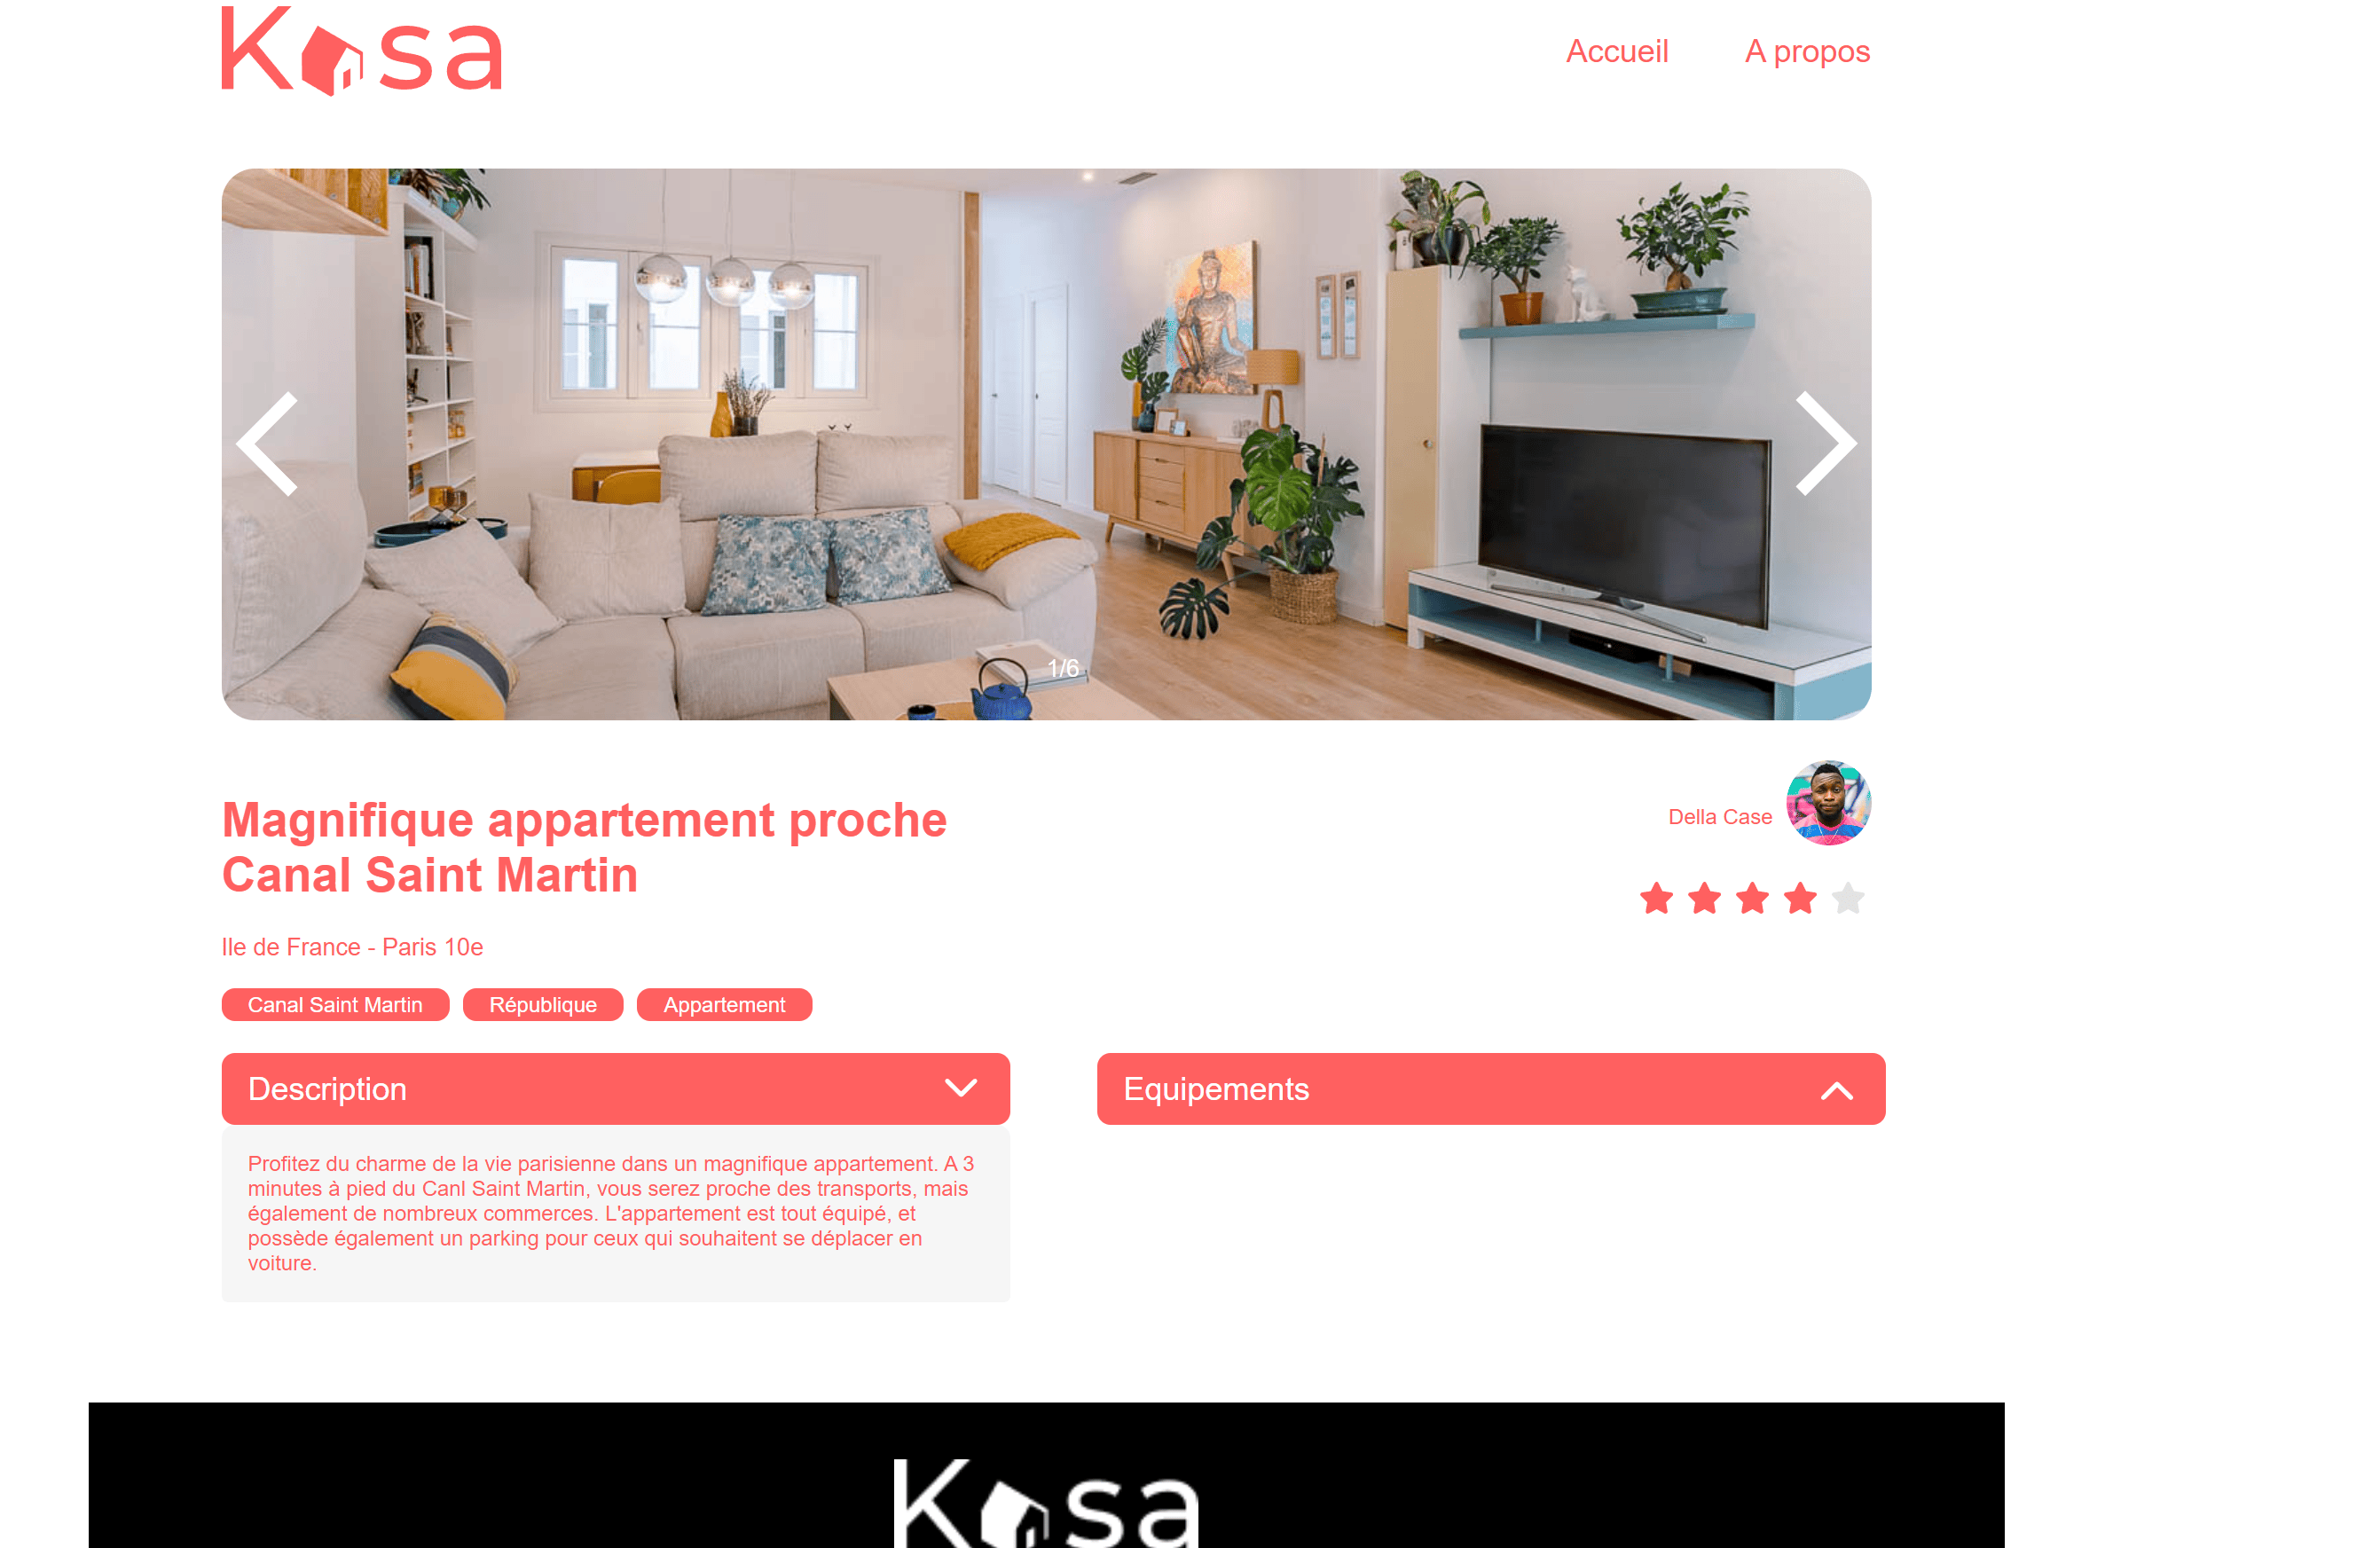 Kasa
Accueil A propos
1/6
Magnifique appartement proche
Canal Saint Martin
Della Case
Ile de France - Paris 10e
Canal Saint Martin République Appartement
Description
Equipements
Profitez du charme de la vie parisienne dans un magnifique appartement. A 3
minutes à pied du Canl Saint Martin, vous serez proche des transports, mais
également de nombreux commerces. L'appartement est tout équipé, et
possède également un parking pour ceux qui souhaitent se déplacer en
voiture.
Kasa